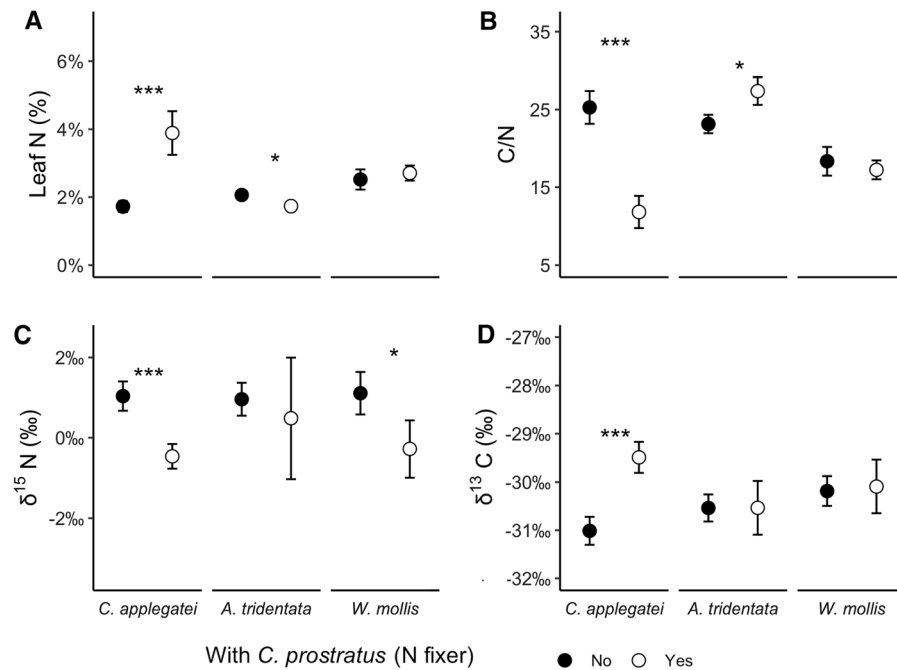 A
Leaf N (%)
6%
4%
2%
0%
***
*
B
C/N
35
25
15
5
***
*
C
δ15 N (‰)
2‰
0‰
-2‰
***
*
C. applegatei A. tridentata W. mollis
D
δ13 C (‰)
-27‰
-28‰
-29‰
-30‰
-31‰
-32‰
***
C. applegatei A. tridentata W. mollis
With C. prostratus (N fixer) No Yes